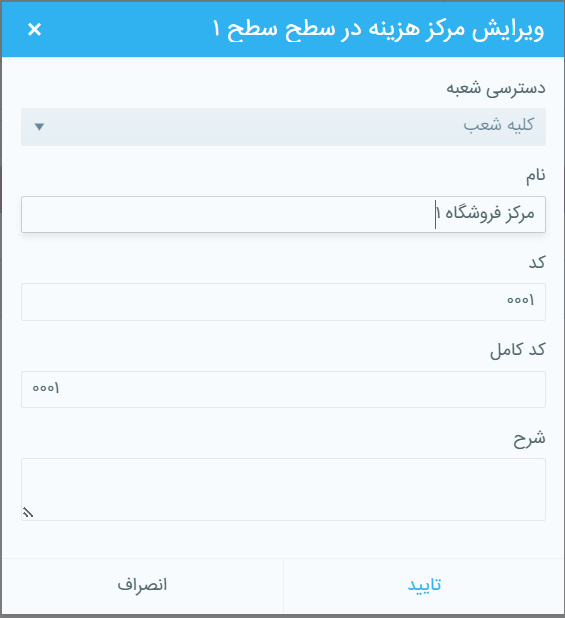 ویرایش مرکز هزینه در سطح سطح ۱
دسترسی شعبه
کلیه شعب
نام
مرکز فروشگاه ۱
کد
۰۰۰۱
کد کامل
۰۰۰۱
شرح
تایید
انصراف